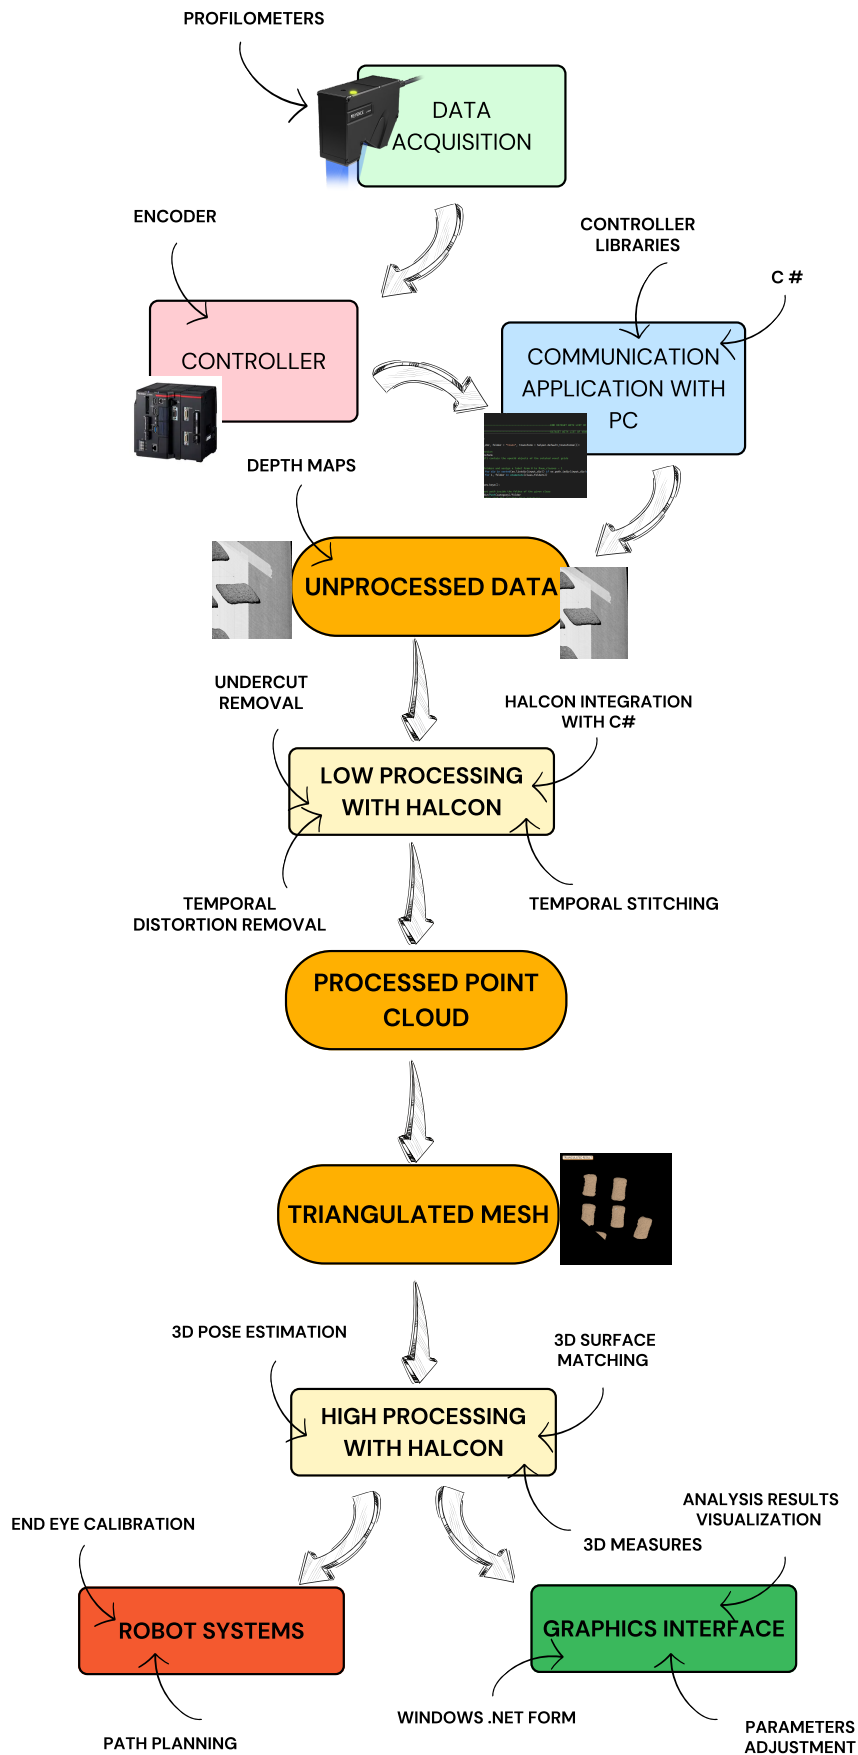 PROFILOMETERS
DATA
ACQUISITION
KEYENCE
ENCODER
CONTROLLER
LIBRARIES
C #
CONTROLLER
COMMUNICATION
APPLICATION WITH
PC
DEPTH MAPS
UNPROCESSED DATA
UNDERCUT
REMOVAL
HALCON INTEGRATION
WITH C#
LOW PROCESSING
WITH HALCON
TEMPORAL
DISTORTION REMOVAL
TEMPORAL STITCHING
PROCESSED POINT
CLOUD
TRIANGULATED MESH
3D POSE ESTIMATION
3D SURFACE
MATCHING
HIGH PROCESSING
WITH HALCON
3D MEASURES
ANALYSIS RESULTS
VISUALIZATION
END EYE CALIBRATION
ROBOT SYSTEMS
GRAPHICS INTERFACE
PATH PLANNING
WINDOWS .NET FORM
PARAMETERS
ADJUSTMENT